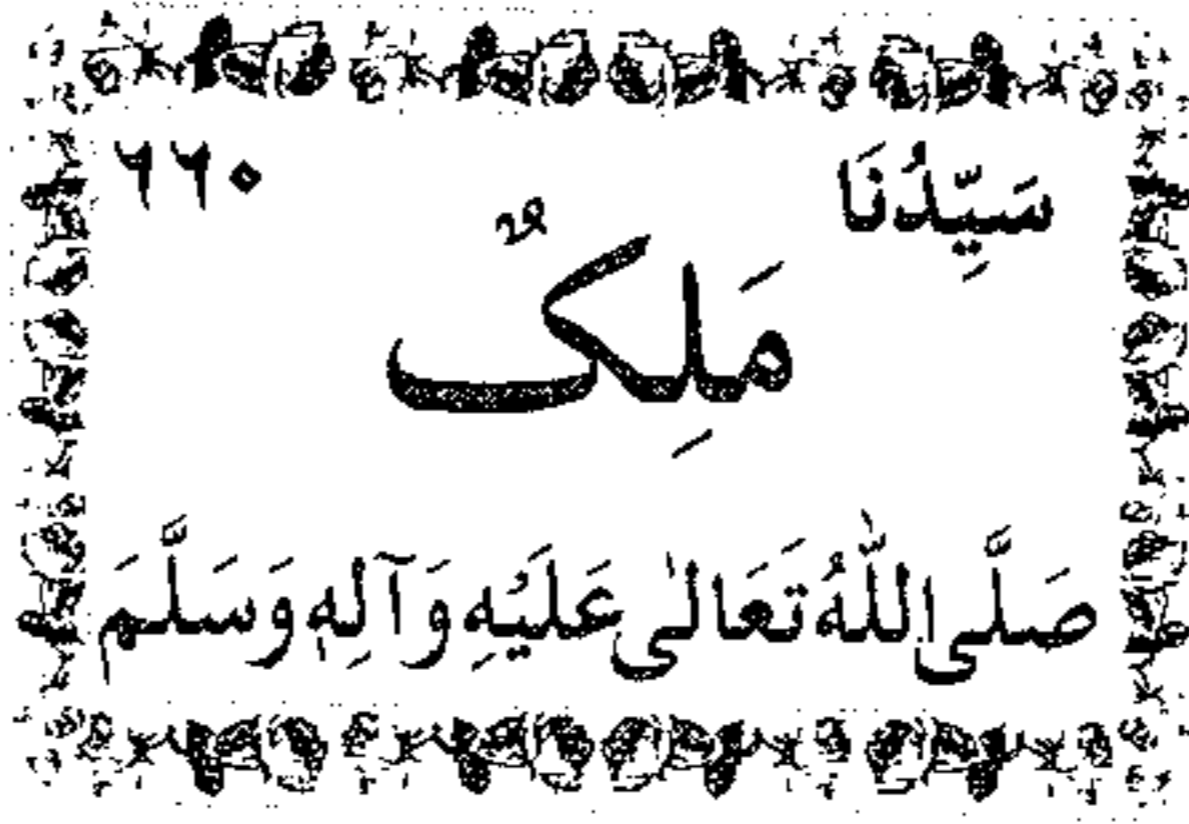 سَيِّدُنَا ٦٦٠
مَلِكٌ
صَلَّى اللّٰهُ تَعَالٰى عَلَيْهِ وَآلِهٖ وَسَلَّمَ